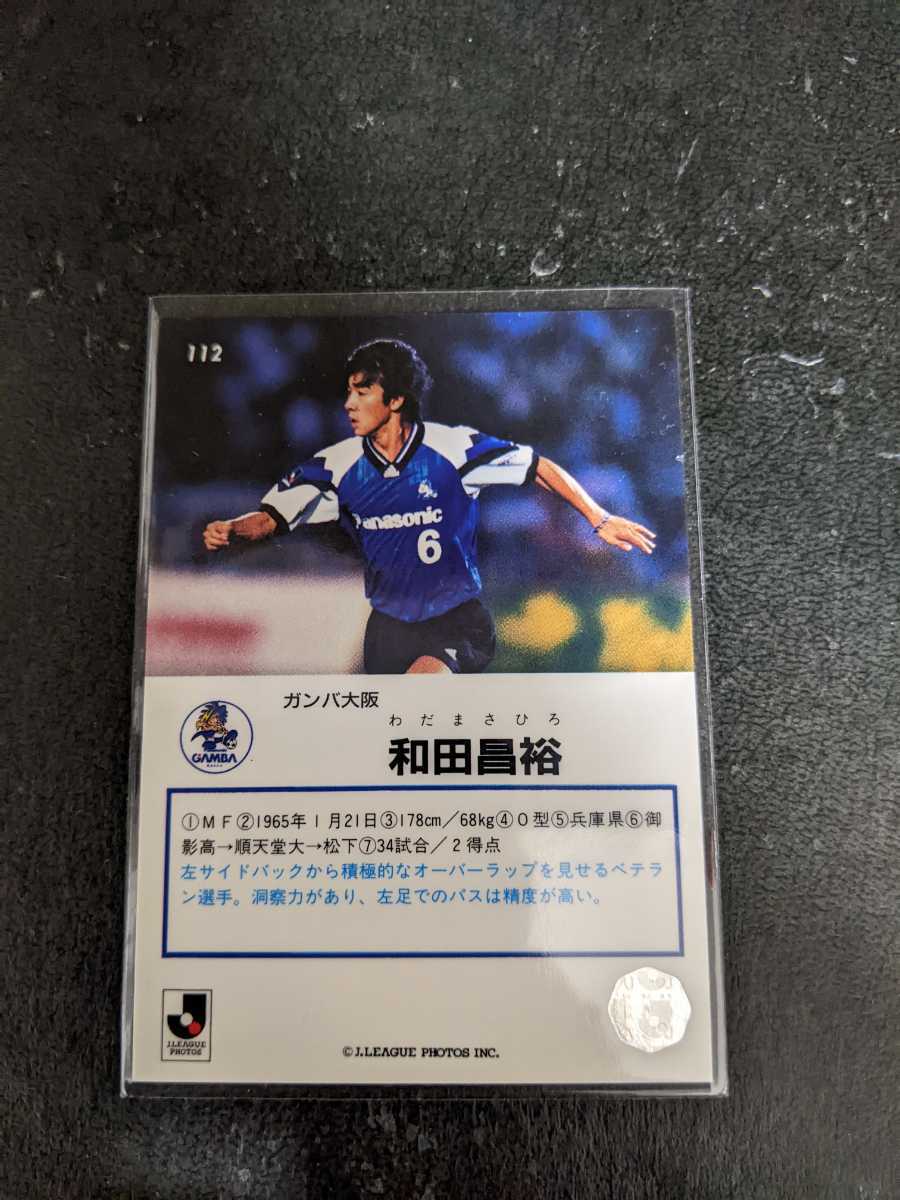 112
Panasonic
6
ガンバ大阪
わだまさひろ
和田昌裕
GAMBA
①MF②1965年1月21日③178cm/68kg④O型⑤兵庫県⑥御
影高→順天堂大→松下⑦34試合/2得点
左サイドバックから積極的なオーバーラップを見せるベテラ
ン選手。洞察力があり、左足でのパスは精度が高い。
J.LEAGUE
PHOTOS
© J.LEAGUE PHOTOS INC.